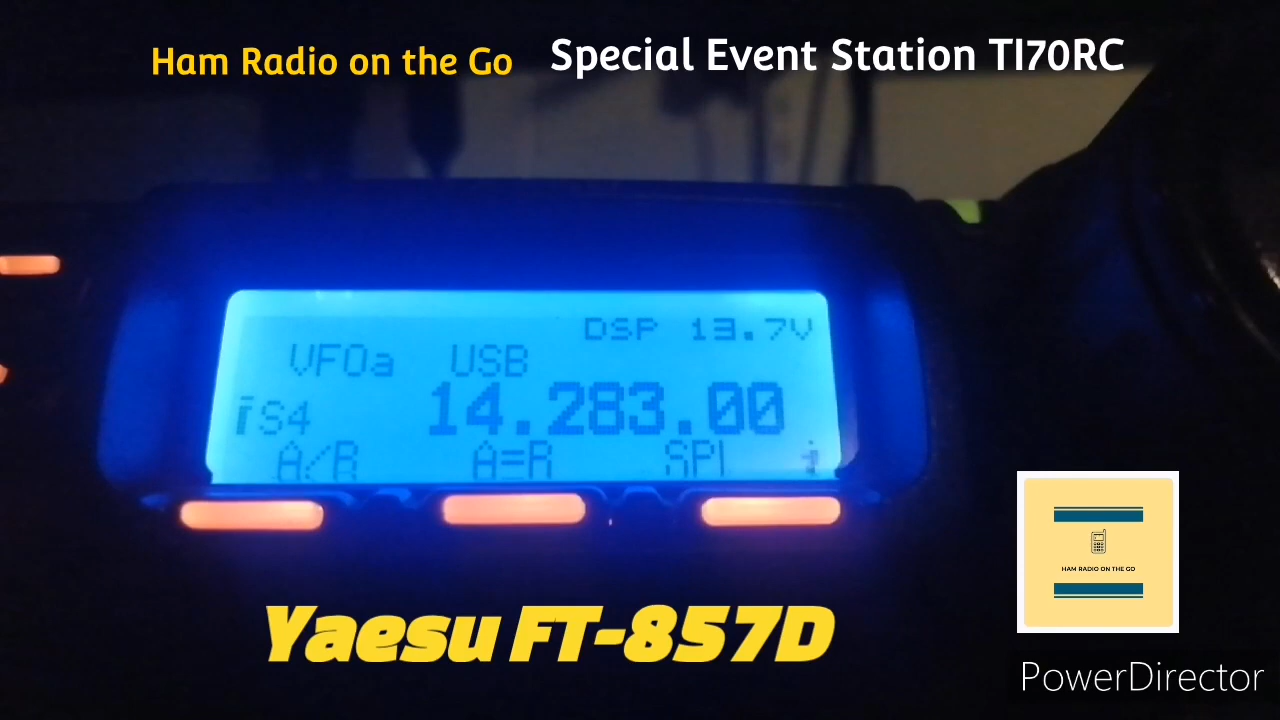 Ham Radio on the Go
Special Event Station TI70RC
DSP 13.7V
VFOa USB
S4 14.283.00
A=B SPL
HAM RADIO ON THE GO
Yaesu FT-857D
PowerDirector